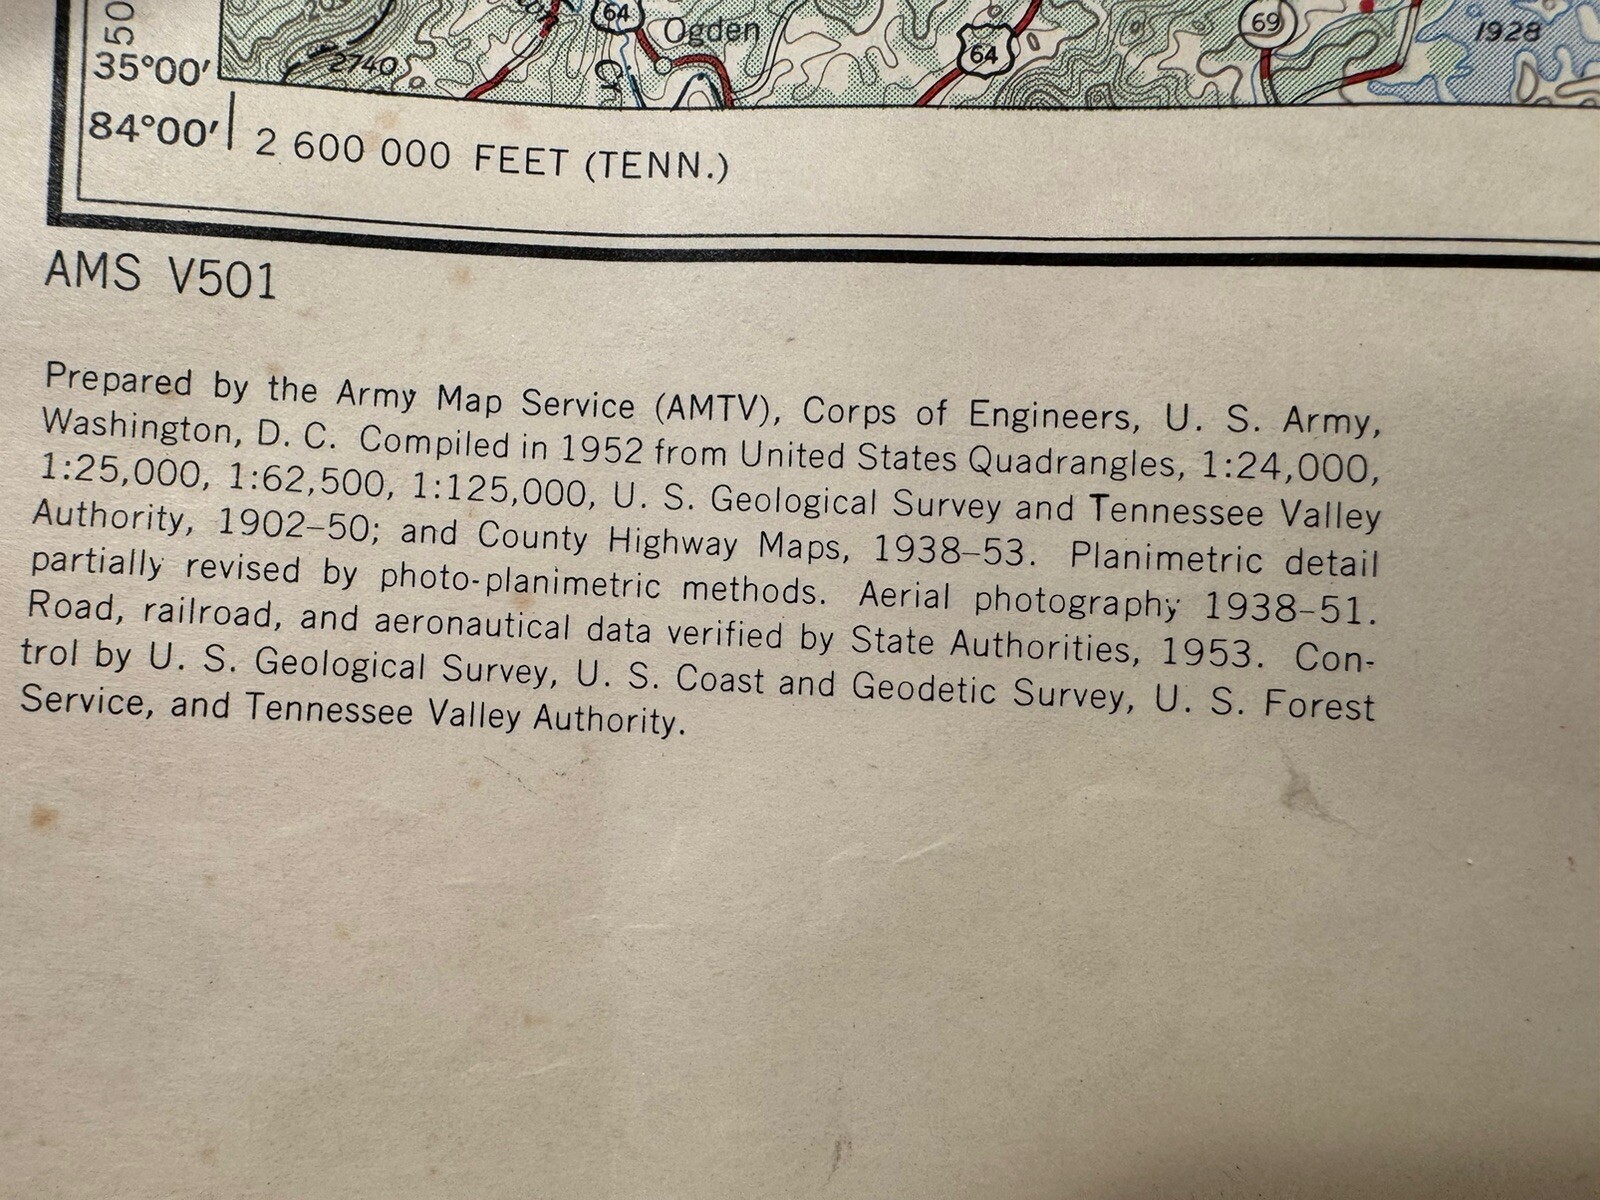 50
64
Ogden
64
69
1928
2740
35°00′
84°00′
2 600 000 FEET (TENN.)
AMS V501
Prepared by the Army Map Service (AMTV), Corps of Engineers, U. S. Army,
Washington, D. C. Compiled in 1952 from United States Quadrangles, 1:24,000,
1:25,000, 1:62,500, 1:125,000, U. S. Geological Survey and Tennessee Valley
Authority, 1902–50; and County Highway Maps, 1938–53. Planimetric detail
partially revised by photo-planimetric methods. Aerial photography 1938–51.
Road, railroad, and aeronautical data verified by State Authorities, 1953. Con-
trol by U. S. Geological Survey, U. S. Coast and Geodetic Survey, U. S. Forest
Service, and Tennessee Valley Authority.